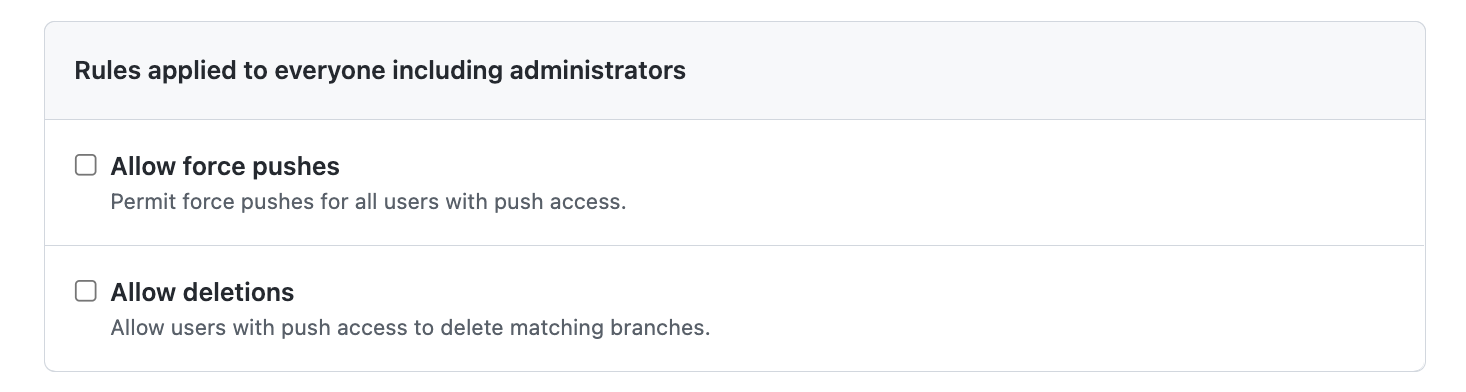 Rules applied to everyone including administrators
Allow force pushes
Permit force pushes for all users with push access.
Allow deletions
Allow users with push access to delete matching branches.